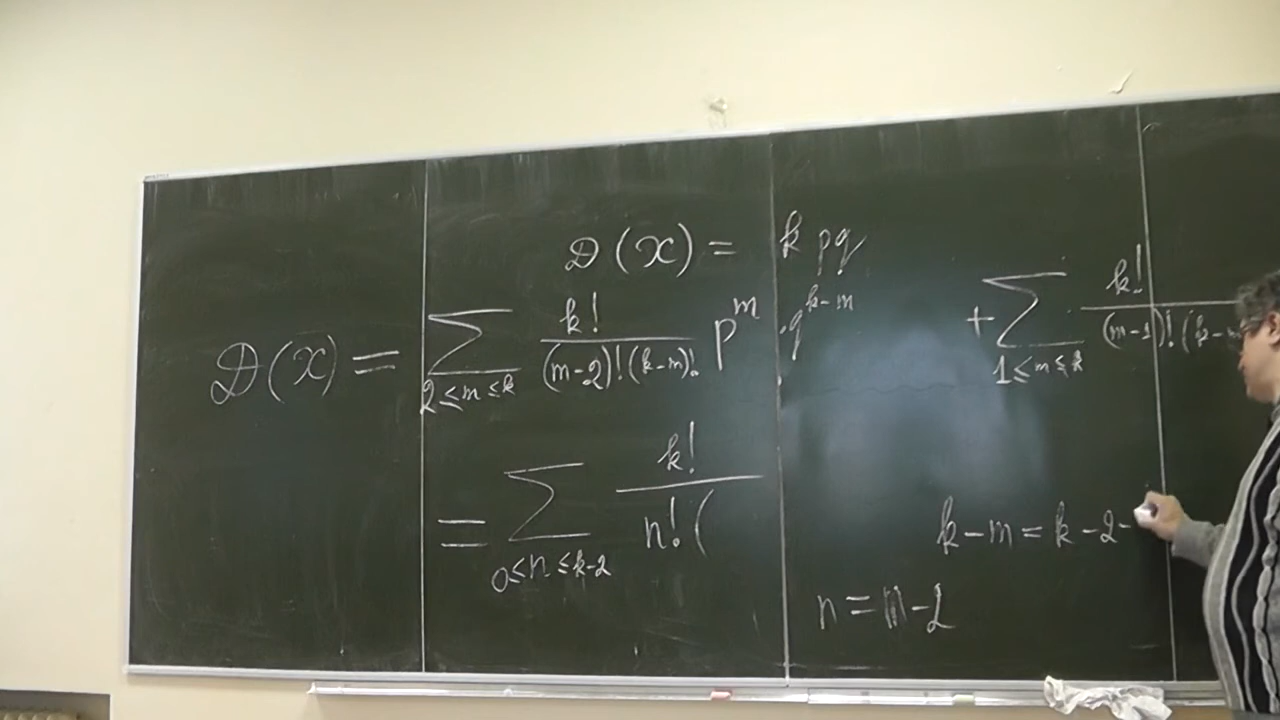 𝒟(X) = k pq
𝒟(X) = ∑_{2≤m≤k} k!/((m-2)!(k-m)!) p^m · q^{k-m} + ∑_{1≤m≤k} k!/((m-1)!(k-
= ∑_{0≤n≤k-2} k!/(n!(
k-m = k-2-
n = m-2